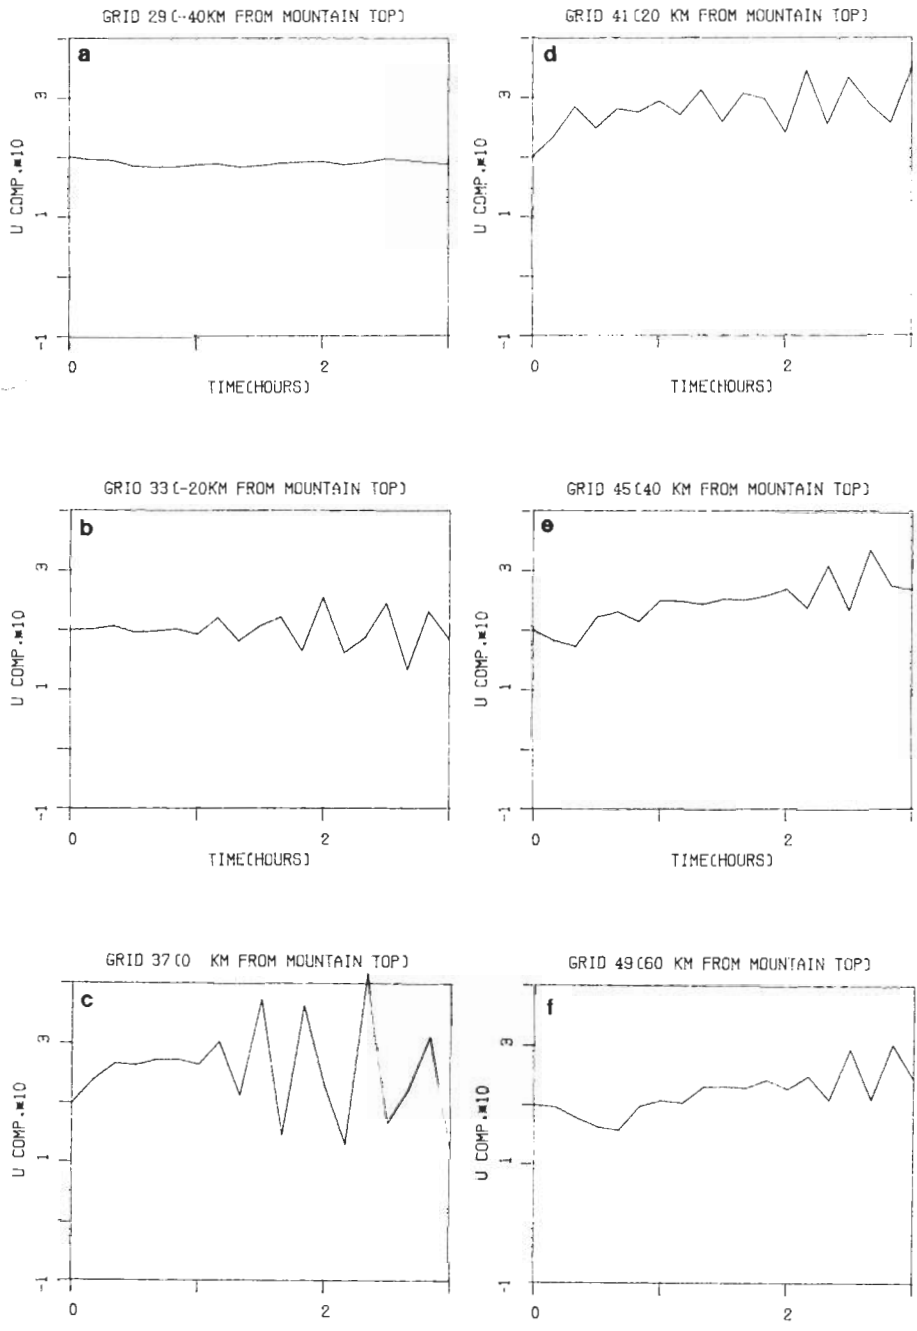 GRID 29 (-40KM FROM MOUNTAIN TOP)
a
3
1
-1
U COMP.*10
0
2
TIME(HOURS)
GRID 33 (-20KM FROM MOUNTAIN TOP)
b
3
1
-1
U COMP.*10
0
2
TIME(HOURS)
GRID 37 (0 KM FROM MOUNTAIN TOP)
c
3
1
-1
U COMP.*10
0
2
GRID 41 (20 KM FROM MOUNTAIN TOP)
d
3
1
-1
U COMP.*10
0
2
TIME(HOURS)
GRID 45 (40 KM FROM MOUNTAIN TOP)
e
3
1
-1
U COMP.*10
0
2
TIME(HOURS)
GRID 49 (60 KM FROM MOUNTAIN TOP)
f
3
1
-1
U COMP.*10
0
2